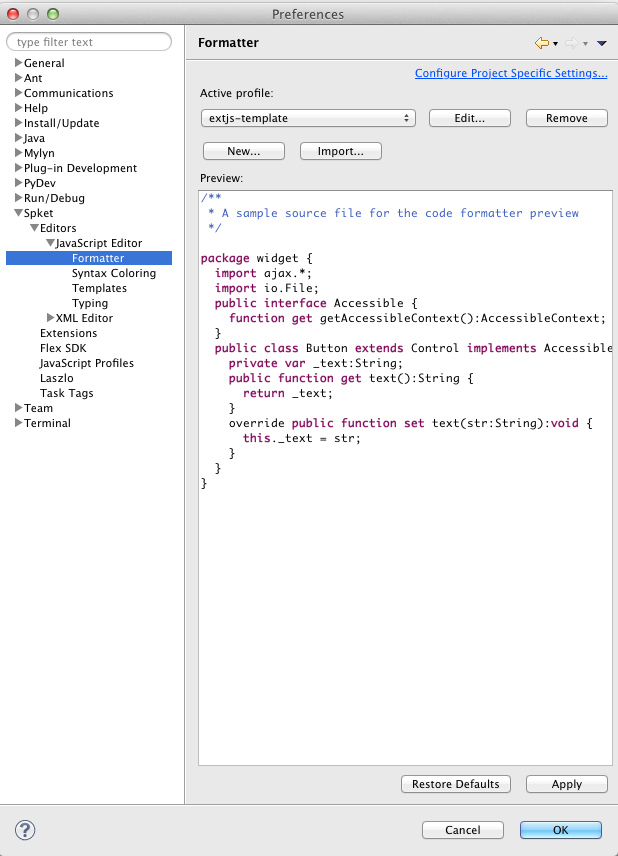 Preferences
type filter text
General
Ant
Communications
Help
Install/Update
Java
Mylyn
Plug-in Development
PyDev
Run/Debug
Spket
Editors
JavaScript Editor
Formatter
Syntax Coloring
Templates
Typing
XML Editor
Extensions
Flex SDK
JavaScript Profiles
Laszlo
Task Tags
Team
Terminal
Formatter
Configure Project Specific Settings...
Active profile:
extjs-template
Edit...
Remove
New...
Import...
Preview:
/**
 * A sample source file for the code formatter preview
 */
package widget {
  import ajax.*;
  import io.File;
  public interface Accessible {
    function get getAccessibleContext():AccessibleContext;
  }
  public class Button extends Control implements Accessible
    private var _text:String;
    public function get text():String {
      return _text;
    }
    override public function set text(str:String):void {
      this._text = str;
    }
  }
}
Restore Defaults
Apply
?
Cancel
OK